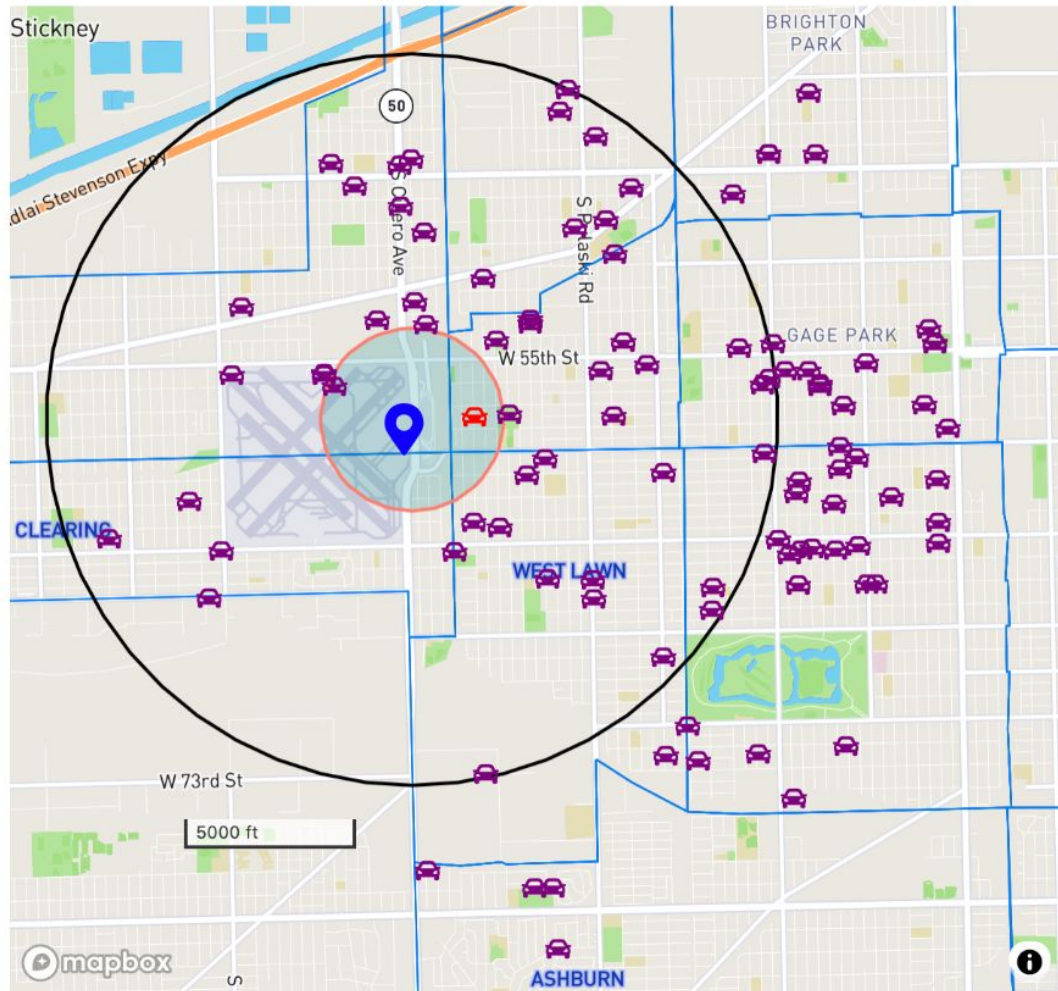 Stickney
BRIGHTON
PARK
50
dlai Stevenson Expy
S Cicero Ave
S Pulaski Rd
GAGE PARK
W 55th St
CLEARING
WEST LAWN
W 73rd St
5000 ft
mapbox
S
ASHBURN